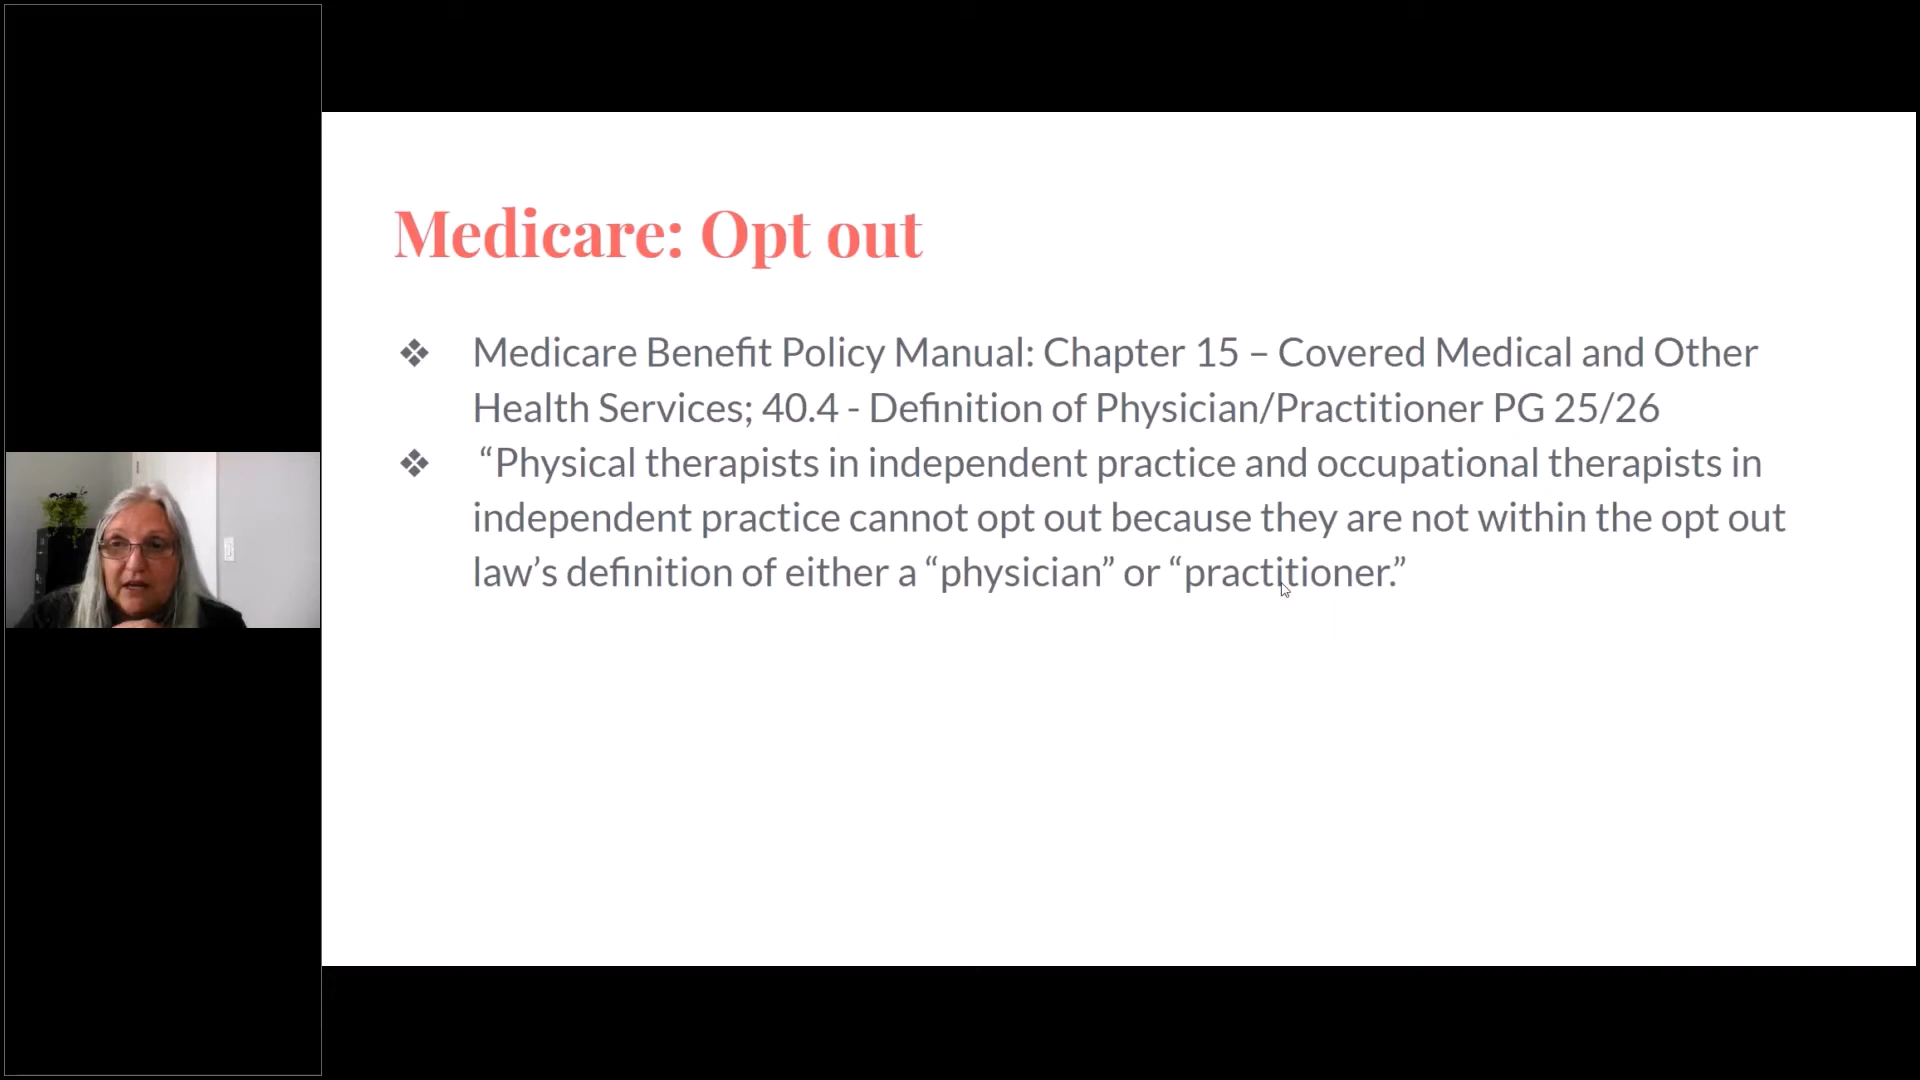 Medicare: Opt out
❖ Medicare Benefit Policy Manual: Chapter 15 – Covered Medical and Other
Health Services; 40.4 - Definition of Physician/Practitioner PG 25/26
❖ “Physical therapists in independent practice and occupational therapists in
independent practice cannot opt out because they are not within the opt out
law’s definition of either a “physician” or “practitioner.”